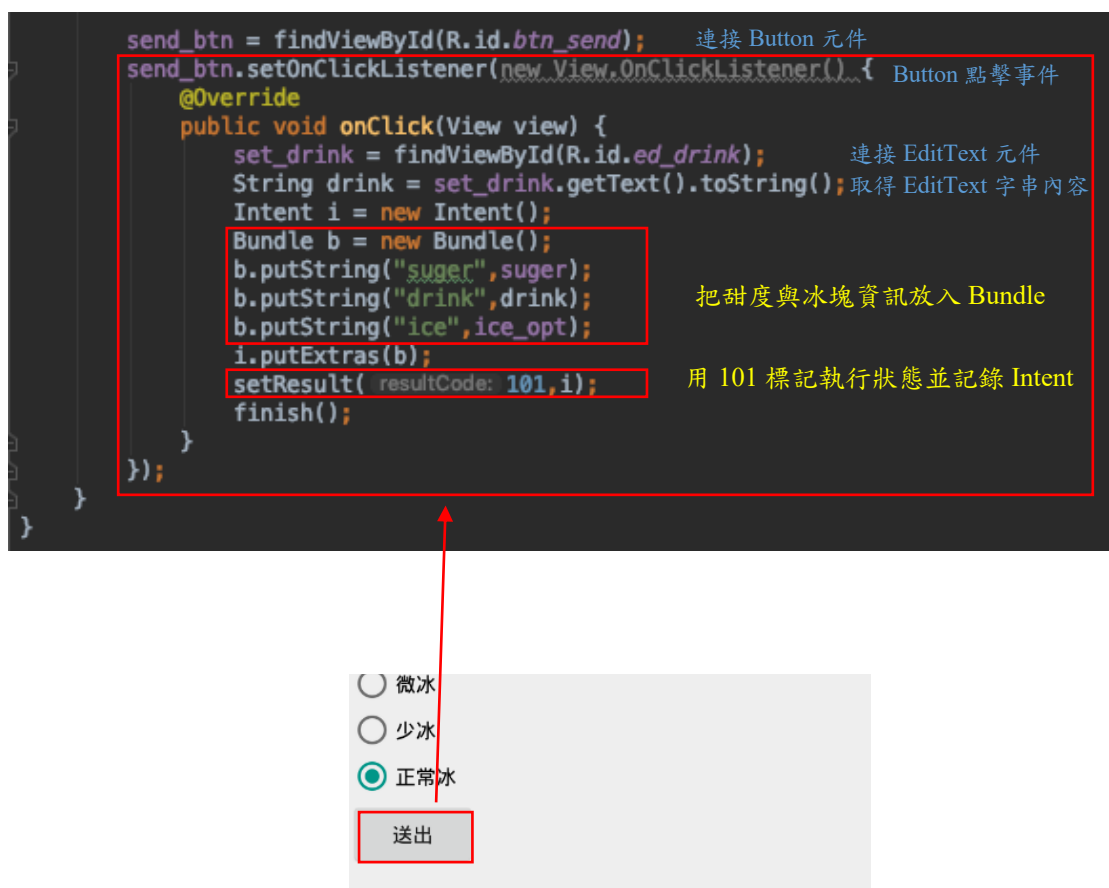 send_btn = findViewById(R.id.btn_send); 連接 Button 元件
send_btn.setOnClickListener(new View.OnClickListener() { Button 點擊事件
@Override
public void onClick(View view) {
set_drink = findViewById(R.id.ed_drink); 連接 EditText 元件
String drink = set_drink.getText().toString(); 取得 EditText 字串內容
Intent i = new Intent();
Bundle b = new Bundle();
b.putString("suger",suger);
b.putString("drink",drink); 把甜度與冰塊資訊放入 Bundle
b.putString("ice",ice_opt);
i.putExtras(b);
setResult( resultCode: 101,i); 用 101 標記執行狀態並記錄 Intent
finish();
}
});
}
}
微冰
少冰
正常冰
送出